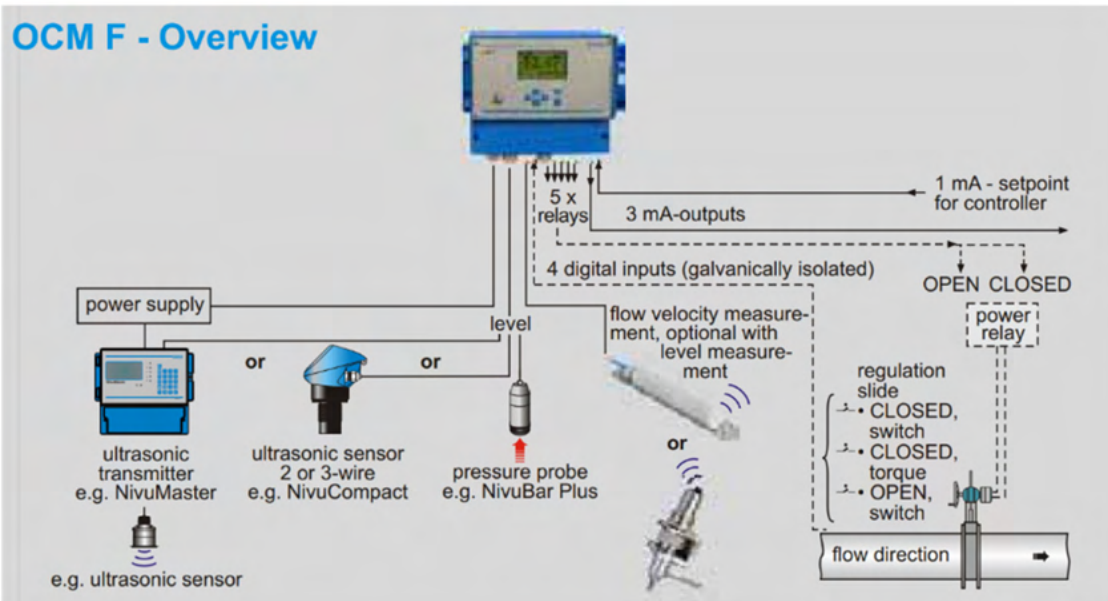 OCM F - Overview
1 mA - setpoint
for controller
5 x
relays
3 mA-outputs
4 digital inputs (galvanically isolated)
OPEN CLOSED
power supply
level
flow velocity measure-
ment, optional with
level measure-
ment
power
relay
or
or
regulation
slide
• CLOSED,
switch
• CLOSED,
torque
• OPEN,
switch
ultrasonic
transmitter
e.g. NivuMaster
ultrasonic sensor
2 or 3-wire
e.g. NivuCompact
pressure probe
e.g. NivuBar Plus
or
flow direction
e.g. ultrasonic sensor